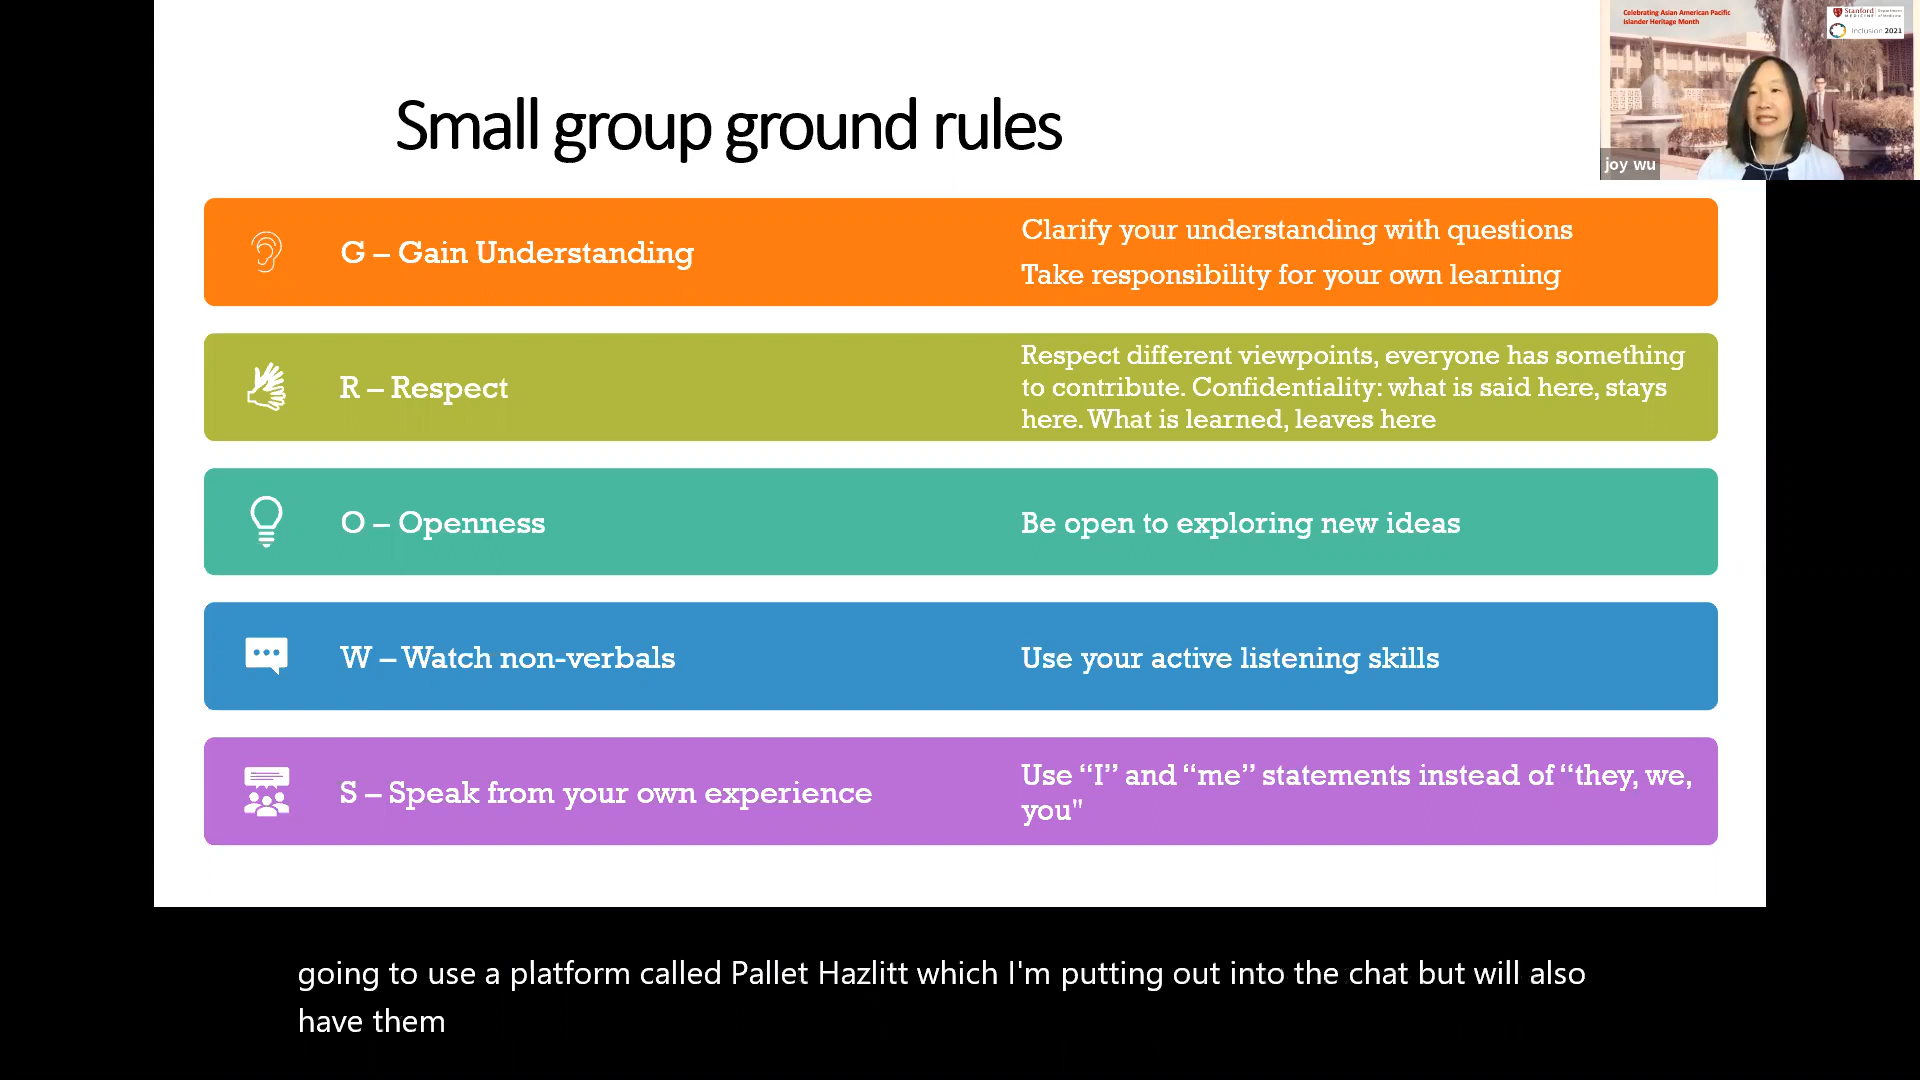 Celebrating Asian American Pacific
Islander Heritage Month
Stanford
MEDICINE
Department
of Medicine
inclusion 2021
joy wu
Small group ground rules
G – Gain Understanding
Clarify your understanding with questions
Take responsibility for your own learning
R – Respect
Respect different viewpoints, everyone has something
to contribute. Confidentiality: what is said here, stays
here. What is learned, leaves here
O – Openness
Be open to exploring new ideas
W – Watch non-verbals
Use your active listening skills
S – Speak from your own experience
Use “I” and “me” statements instead of “they, we,
you"
going to use a platform called Pallet Hazlitt which I'm putting out into the chat but will also
have them